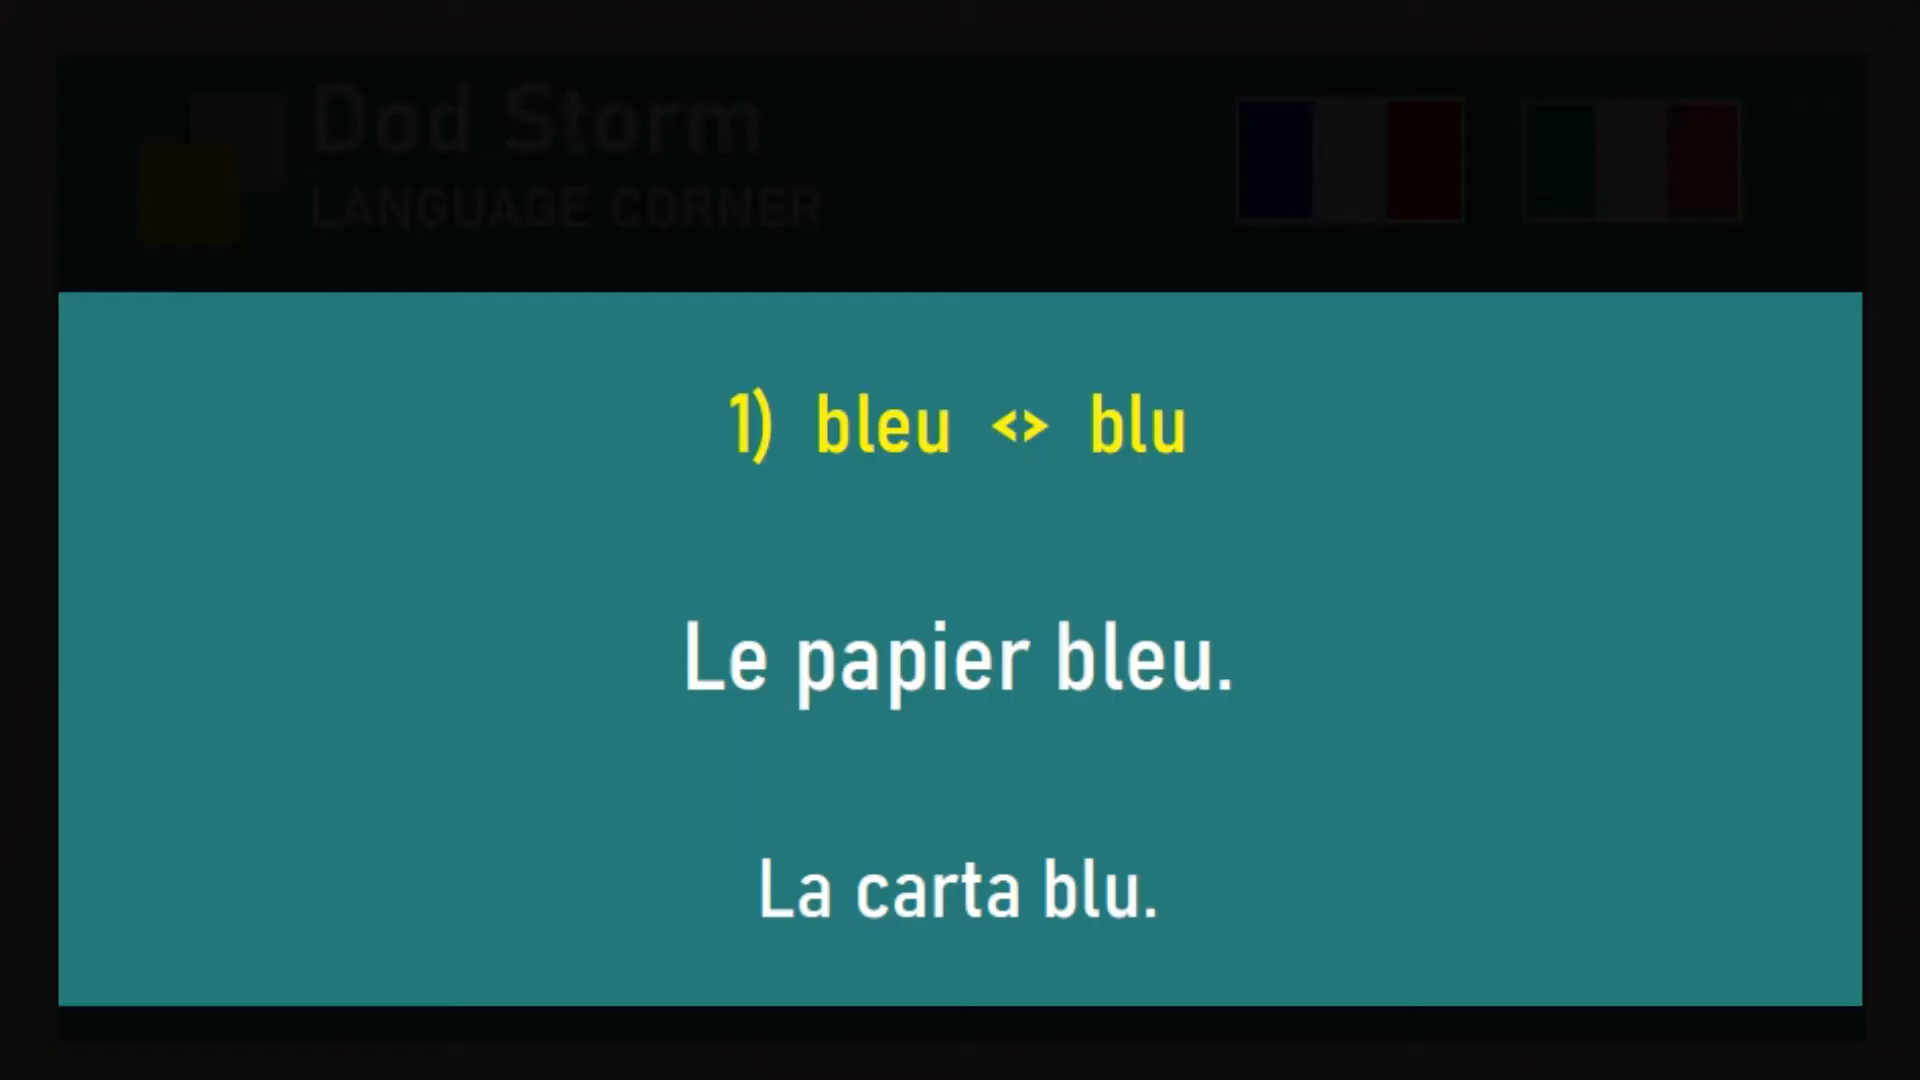 Dod Storm
LANGUAGE CORNER
1) bleu <> blu
Le papier bleu.
La carta blu.